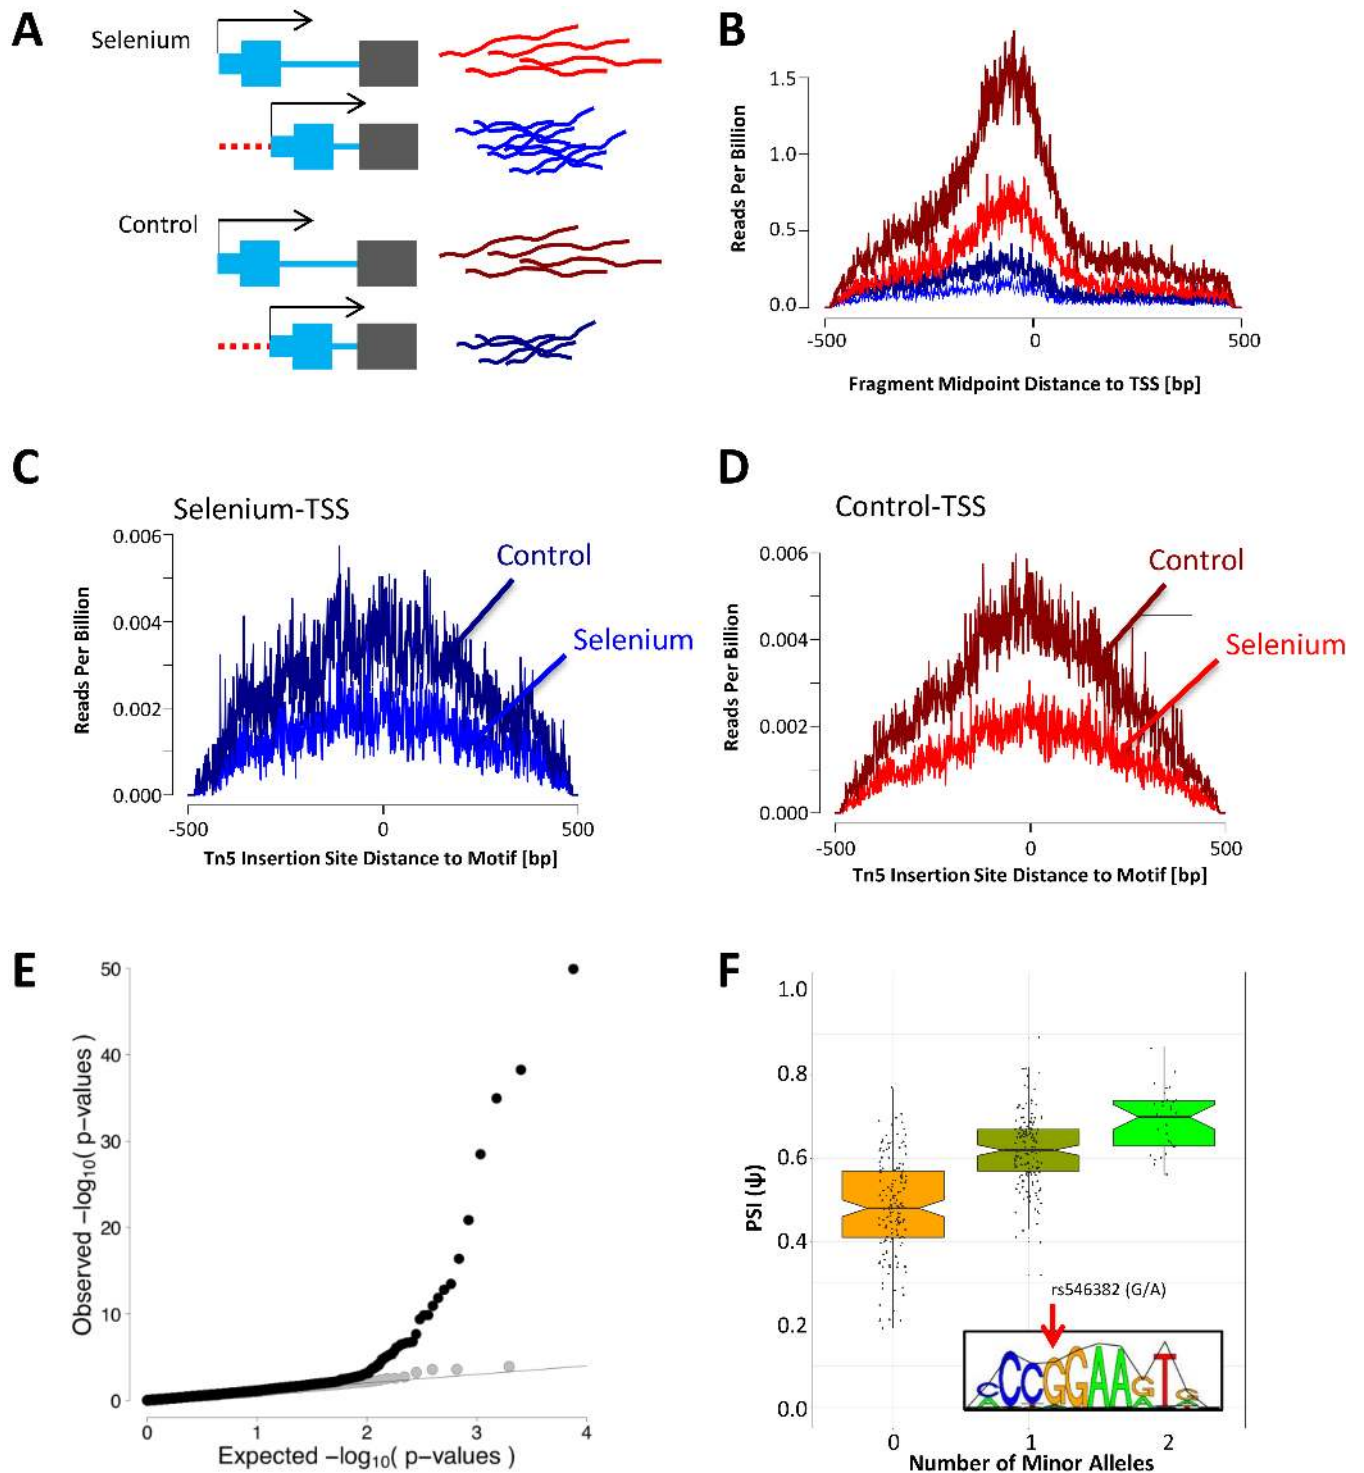 A
Selenium
Control
B
Reads Per Billion
1.5
1.0
0.5
0.0
-500
0
500
Fragment Midpoint Distance to TSS [bp]
C
Selenium-TSS
Reads Per Billion
0.006
0.004
0.002
0.000
Control
Selenium
-500
0
500
Tn5 Insertion Site Distance to Motif [bp]
D
Control-TSS
Reads Per Billion
0.006
0.004
0.002
0.000
Control
Selenium
-500
0
500
Tn5 Insertion Site Distance to Motif [bp]
E
Observed −log10( p−values )
50
40
30
20
10
0
0
1
2
3
4
Expected −log10( p−values )
F
PSI (Ψ)
1.0
0.8
0.6
0.4
0.2
0.0
rs546382 (G/A)
CCCGGAAGTG
0
1
2
Number of Minor Alleles